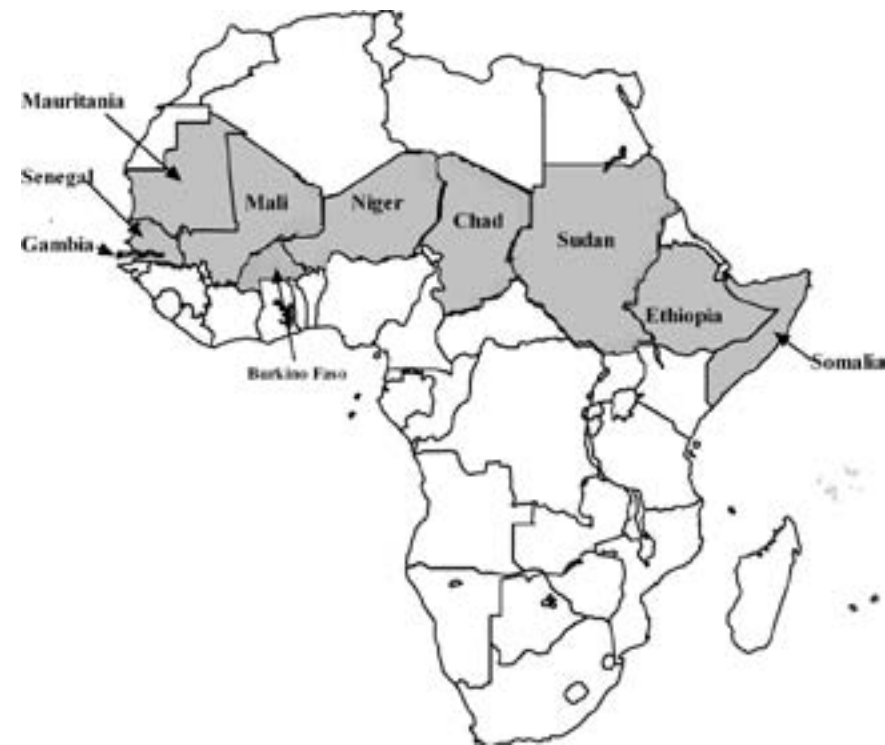 Mauritania
Senegal
Mali
Niger
Chad
Gambia
Sudan
Ethiopia
Somalia
Burkino Faso